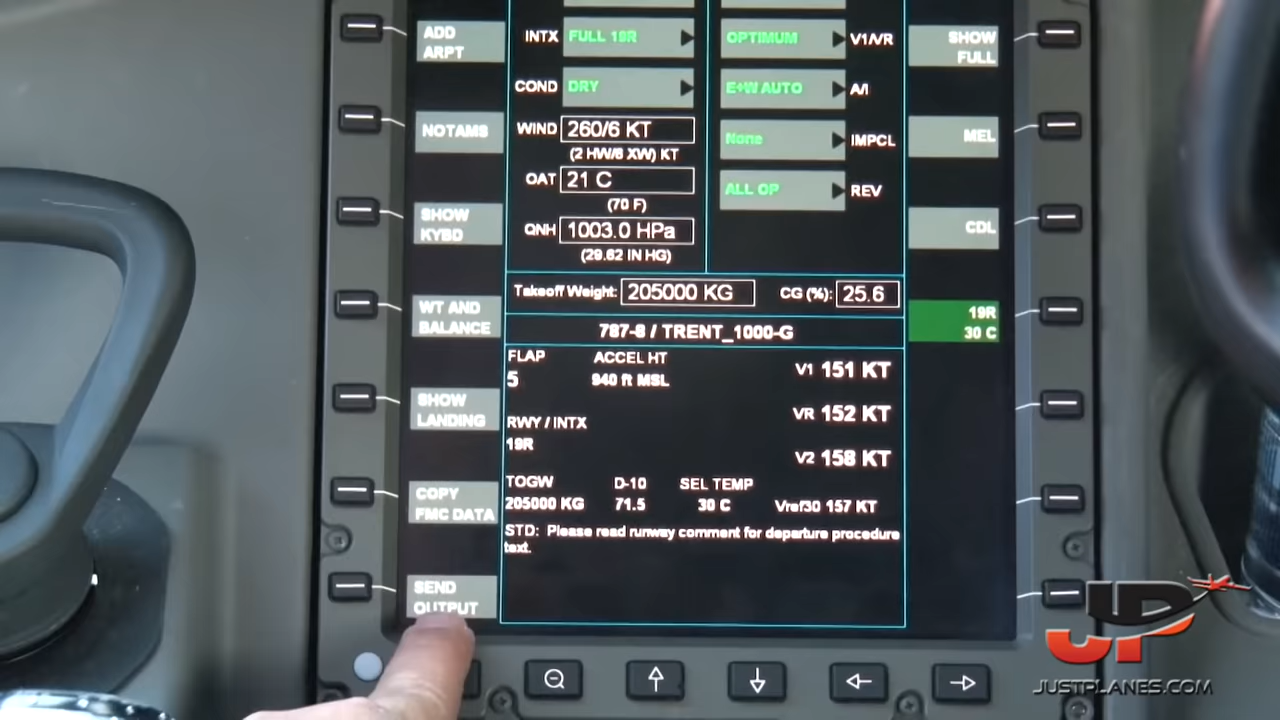 ADD
ARPT
INTX
FULL 19R
OPTIMUM
V1/VR
SHOW
FULL
COND
DRY
E+W AUTO
A/I
NOTAMS
WIND
260/6 KT
None
IMPCL
MEL
(2 HW/6 XW) KT
OAT
21 C
ALL OP
REV
(70 F)
SHOW
KYBD
QNH
1003.0 HPa
CDL
(29.62 IN HG)
Takeoff Weight:
205000 KG
CG (%):
25.6
WT AND
BALANCE
787-8 / TRENT_1000-G
19R
30 C
FLAP
ACCEL HT
V1 151 KT
5
940 ft MSL
SHOW
LANDING
VR 152 KT
RWY / INTX
19R
V2 158 KT
TOGW
D-10
SEL TEMP
205000 KG
71.5
30 C
Vref30 157 KT
COPY
FMC DATA
STD: Please read runway comment for departure procedure
text.
SEND
OUTPUT
JP
JUSTPLANES.COM